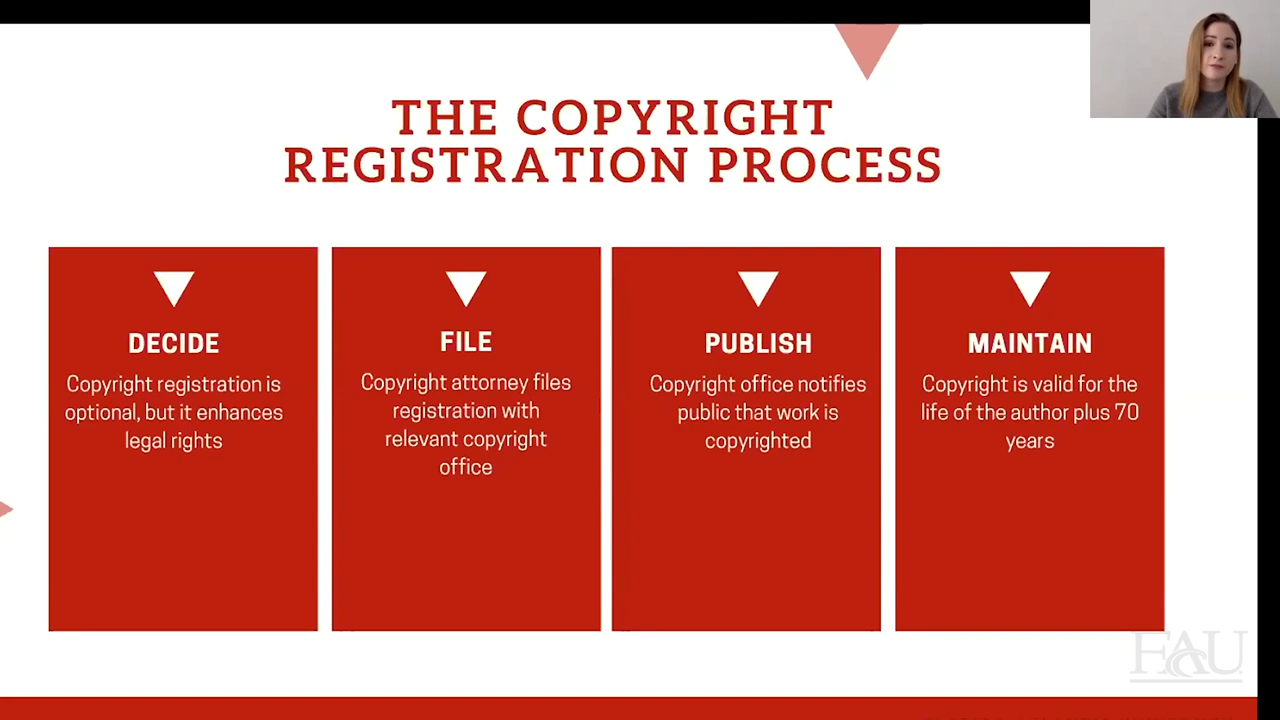 THE COPYRIGHT
REGISTRATION PROCESS
DECIDE
Copyright registration is
optional, but it enhances
legal rights
FILE
Copyright attorney files
registration with
relevant copyright
office
PUBLISH
Copyright office notifies
public that work is
copyrighted
MAINTAIN
Copyright is valid for the
life of the author plus 70
years
FAU